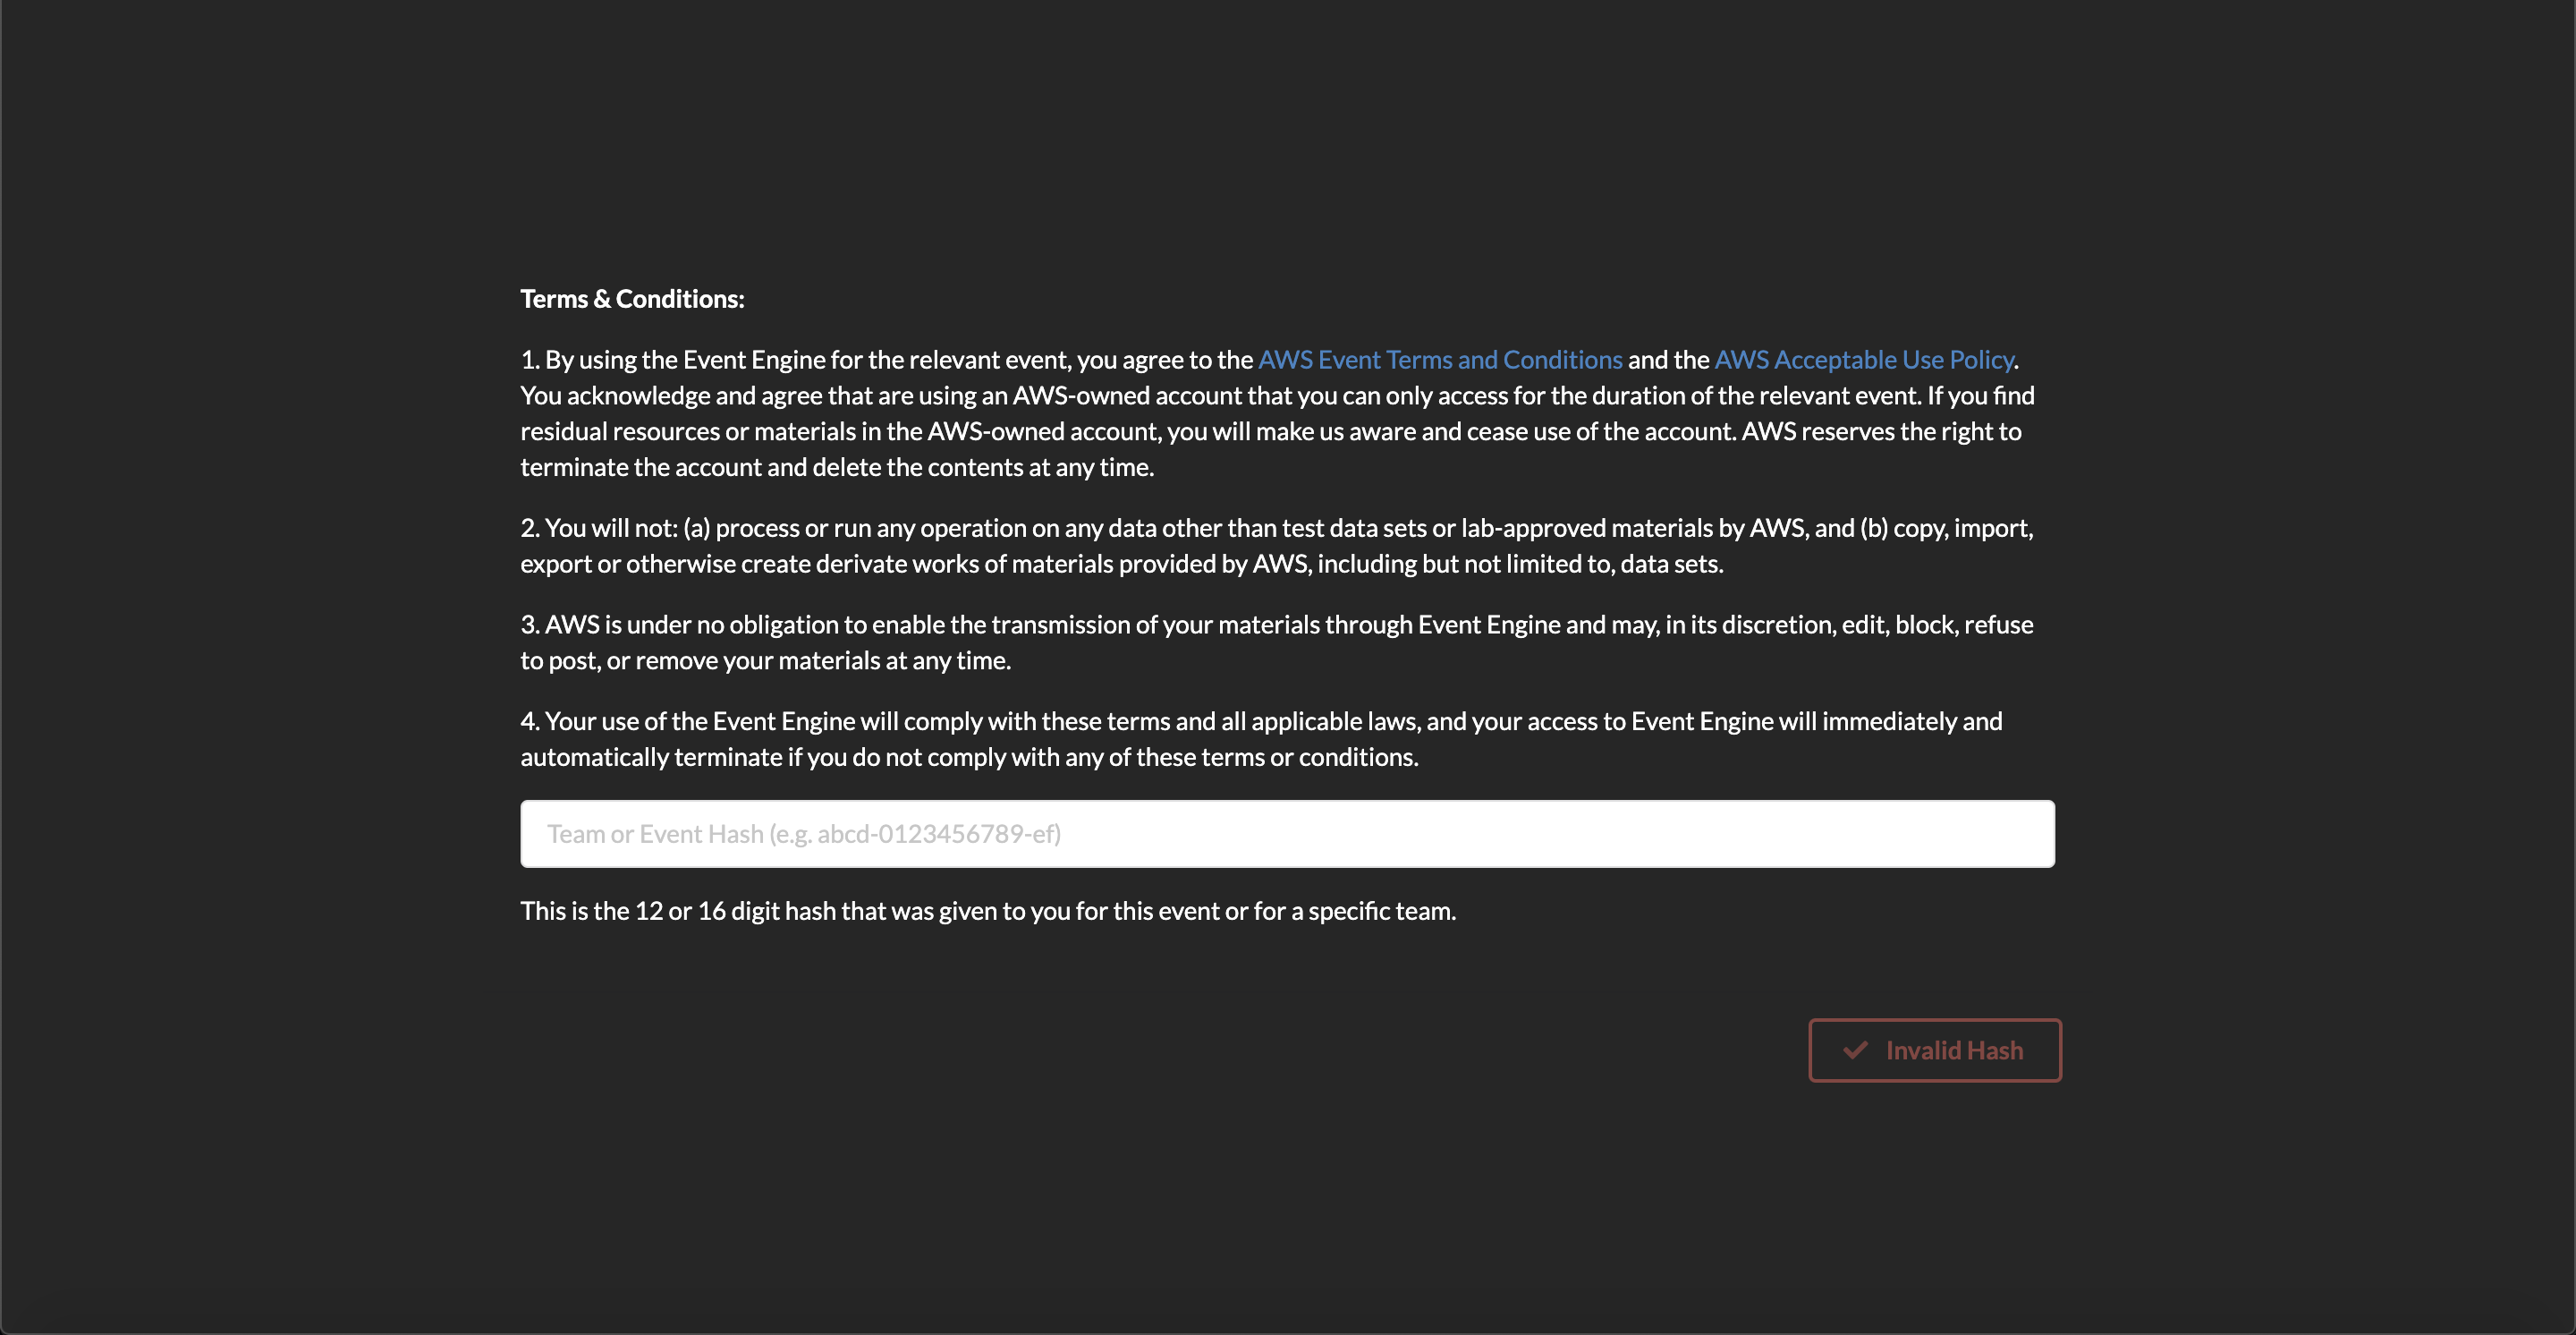 Terms & Conditions:
1. By using the Event Engine for the relevant event, you agree to the AWS Event Terms and Conditions and the AWS Acceptable Use Policy.
You acknowledge and agree that are using an AWS-owned account that you can only access for the duration of the relevant event. If you find
residual resources or materials in the AWS-owned account, you will make us aware and cease use of the account. AWS reserves the right to
terminate the account and delete the contents at any time.
2. You will not: (a) process or run any operation on any data other than test data sets or lab-approved materials by AWS, and (b) copy, import,
export or otherwise create derivate works of materials provided by AWS, including but not limited to, data sets.
3. AWS is under no obligation to enable the transmission of your materials through Event Engine and may, in its discretion, edit, block, refuse
to post, or remove your materials at any time.
4. Your use of the Event Engine will comply with these terms and all applicable laws, and your access to Event Engine will immediately and
automatically terminate if you do not comply with any of these terms or conditions.
Team or Event Hash (e.g. abcd-0123456789-ef)
This is the 12 or 16 digit hash that was given to you for this event or for a specific team.
Invalid Hash